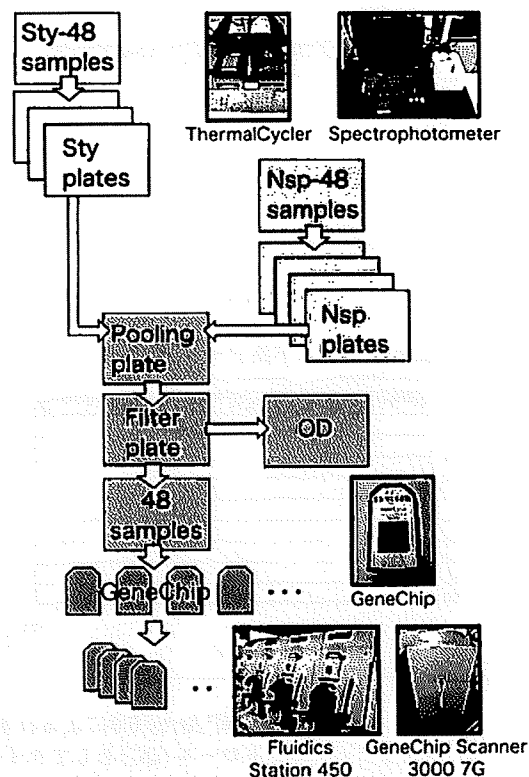 Sty-48
samples
Sty
plates
ThermalCycler
Spectrophotometer
Nsp-48
samples
Nsp
plates
Pooling
plate
Filter
plate
OD
48
samples
GeneChip
...
GeneChip
..
Fluidics
Station 450
GeneChip Scanner
3000 7G